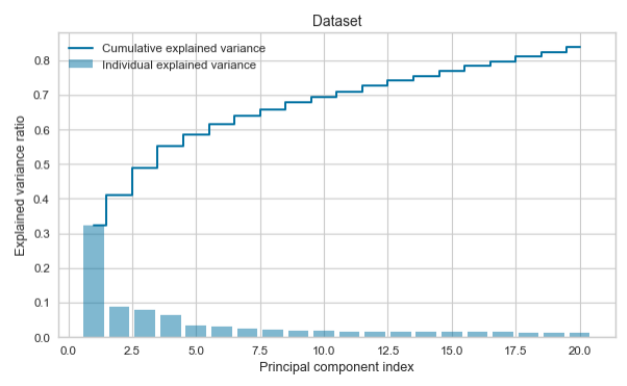 Dataset
Cumulative explained variance
Individual explained variance
Explained variance ratio
0.8
0.7
0.6
0.5
0.4
0.3
0.2
0.1
0.0
0.0 2.5 5.0 7.5 10.0 12.5 15.0 17.5 20.0
Principal component index